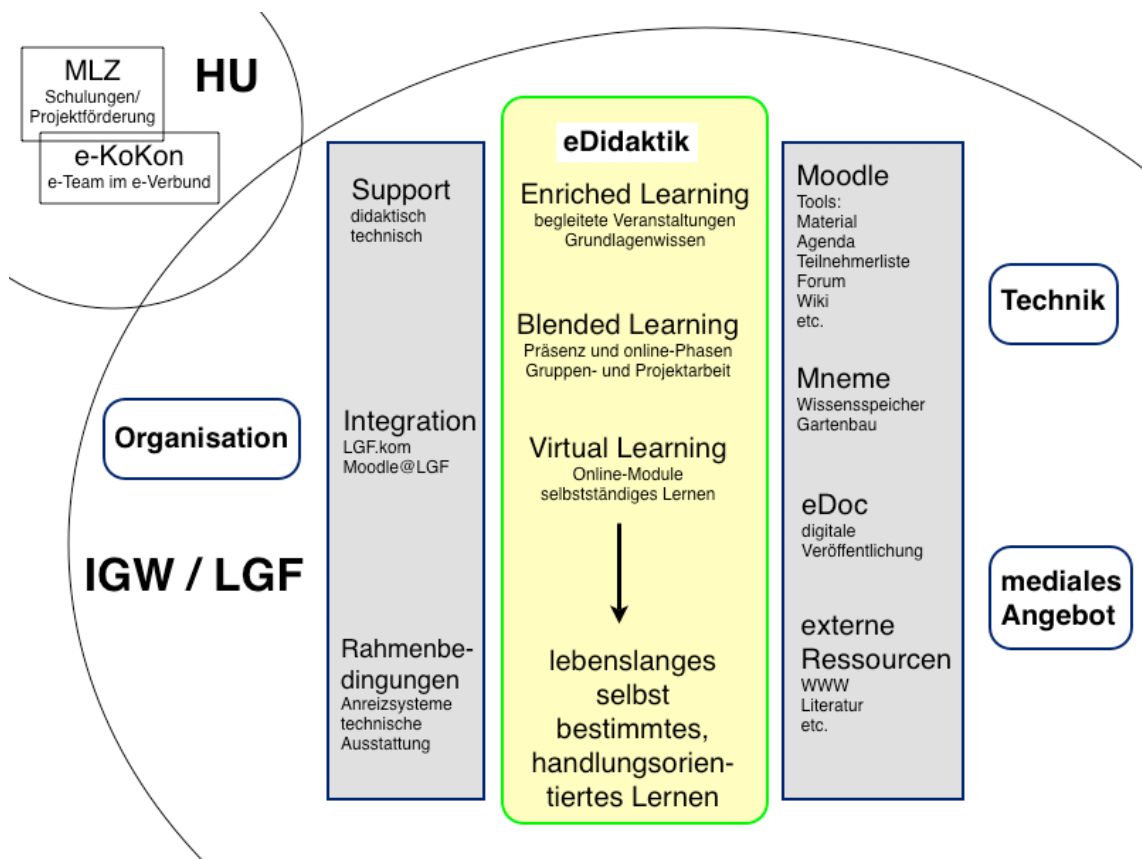 MLZ
Schulungen/
Projektförderung
HU
e-KoKon
e-Team im e-Verbund
Organisation
IGW / LGF
Support
didaktisch
technisch
Integration
LGF.kom
Moodle@LGF
Rahmenbe-
dingungen
Anreizsysteme
technische
Ausstattung
eDidaktik
Enriched Learning
begleitete Veranstaltungen
Grundlagenwissen
Blended Learning
Präsenz und online-Phasen
Gruppen- und Projektarbeit
Virtual Learning
Online-Module
selbstständiges Lernen
lebenslanges
selbst
bestimmtes,
handlungsorien-
tiertes Lernen
Moodle
Tools:
Material
Agenda
Teilnehmerliste
Forum
Wiki
etc.
Mneme
Wissensspeicher
Gartenbau
eDoc
digitale
Veröffentlichung
externe
Ressourcen
WWW
Literatur
etc.
Technik
mediales
Angebot